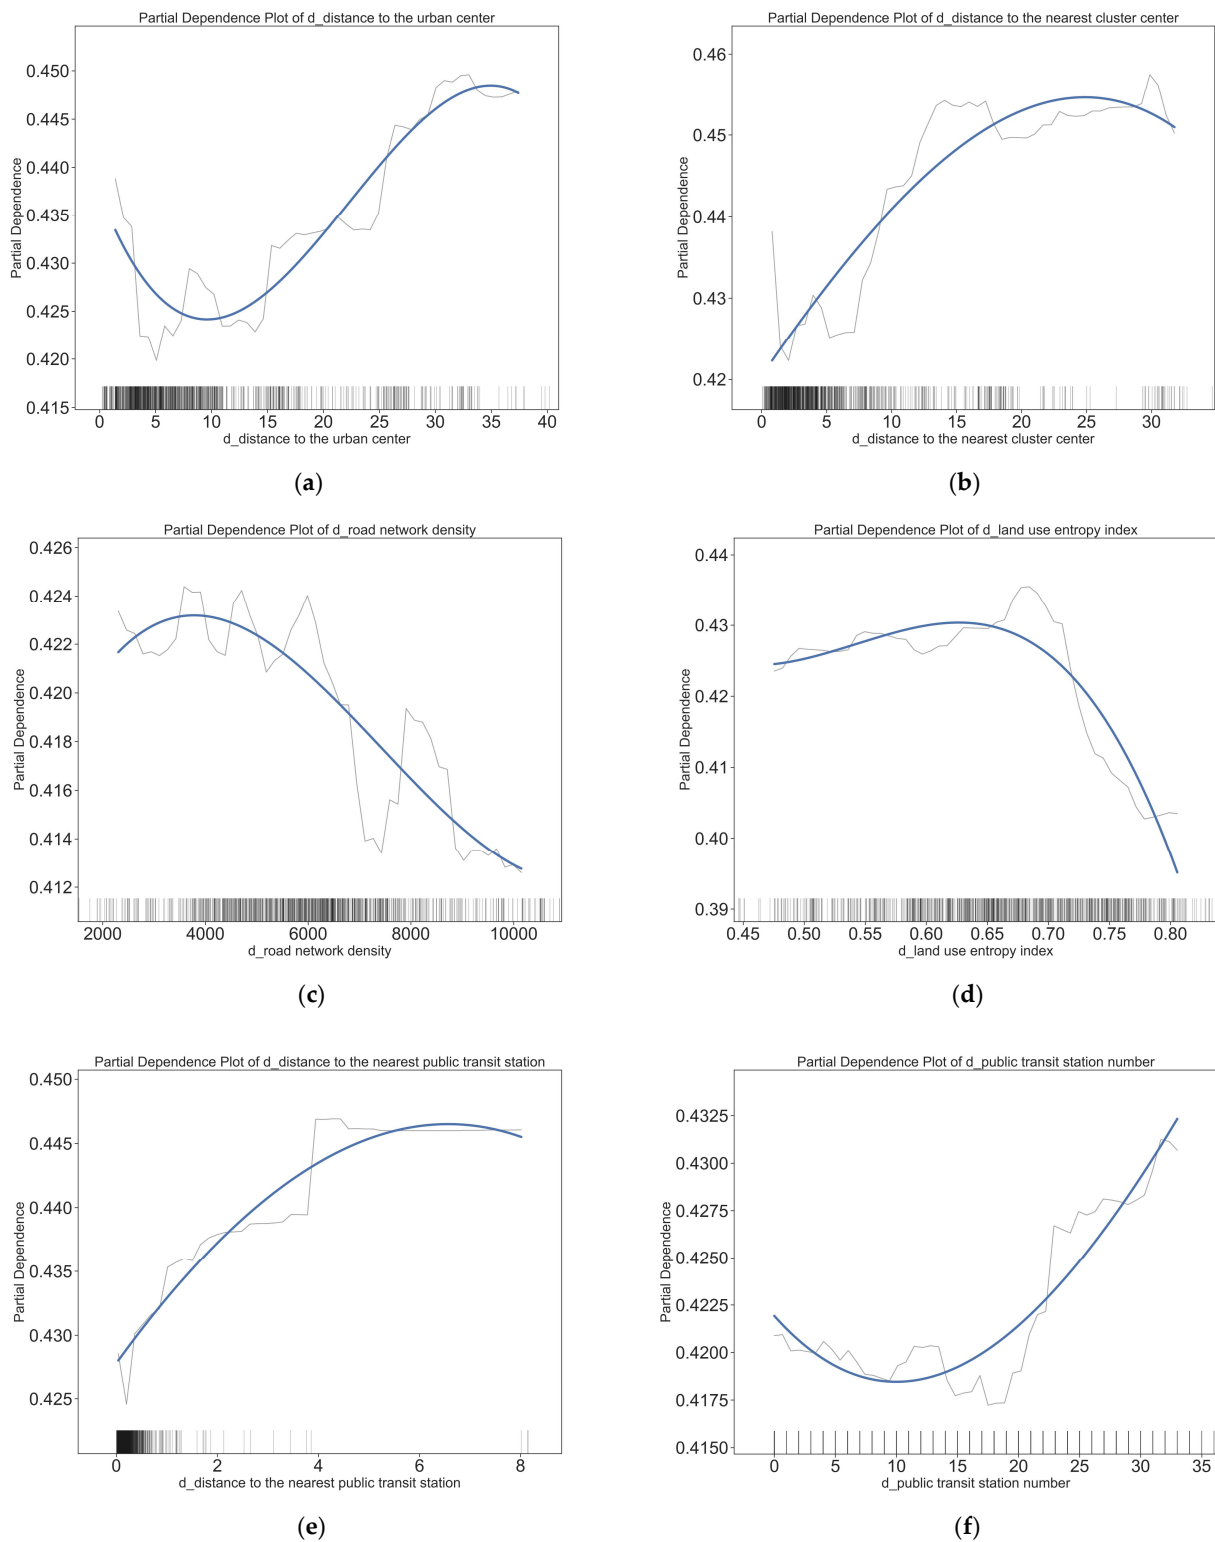 Partial Dependence Plot of d_distance to the urban center
Partial Dependence
0.450
0.445
0.440
0.435
0.430
0.425
0.420
0.415
0 5 10 15 20 25 30 35 40
d_distance to the urban center
(a)
Partial Dependence Plot of d_distance to the nearest cluster center
Partial Dependence
0.46
0.45
0.44
0.43
0.42
0 5 10 15 20 25 30
d_distance to the nearest cluster center
(b)
Partial Dependence Plot of d_road network density
Partial Dependence
0.426
0.424
0.422
0.420
0.418
0.416
0.414
0.412
2000 4000 6000 8000 10000
d_road network density
(c)
Partial Dependence Plot of d_land use entropy index
Partial Dependence
0.44
0.43
0.42
0.41
0.40
0.39
0.45 0.50 0.55 0.60 0.65 0.70 0.75 0.80
d_land use entropy index
(d)
Partial Dependence Plot of d_distance to the nearest public transit station
Partial Dependence
0.450
0.445
0.440
0.435
0.430
0.425
0 2 4 6 8
d_distance to the nearest public transit station
(e)
Partial Dependence Plot of d_public transit station number
Partial Dependence
0.4325
0.4300
0.4275
0.4250
0.4225
0.4200
0.4175
0.4150
0 5 10 15 20 25 30 35
d_public transit station number
(f)